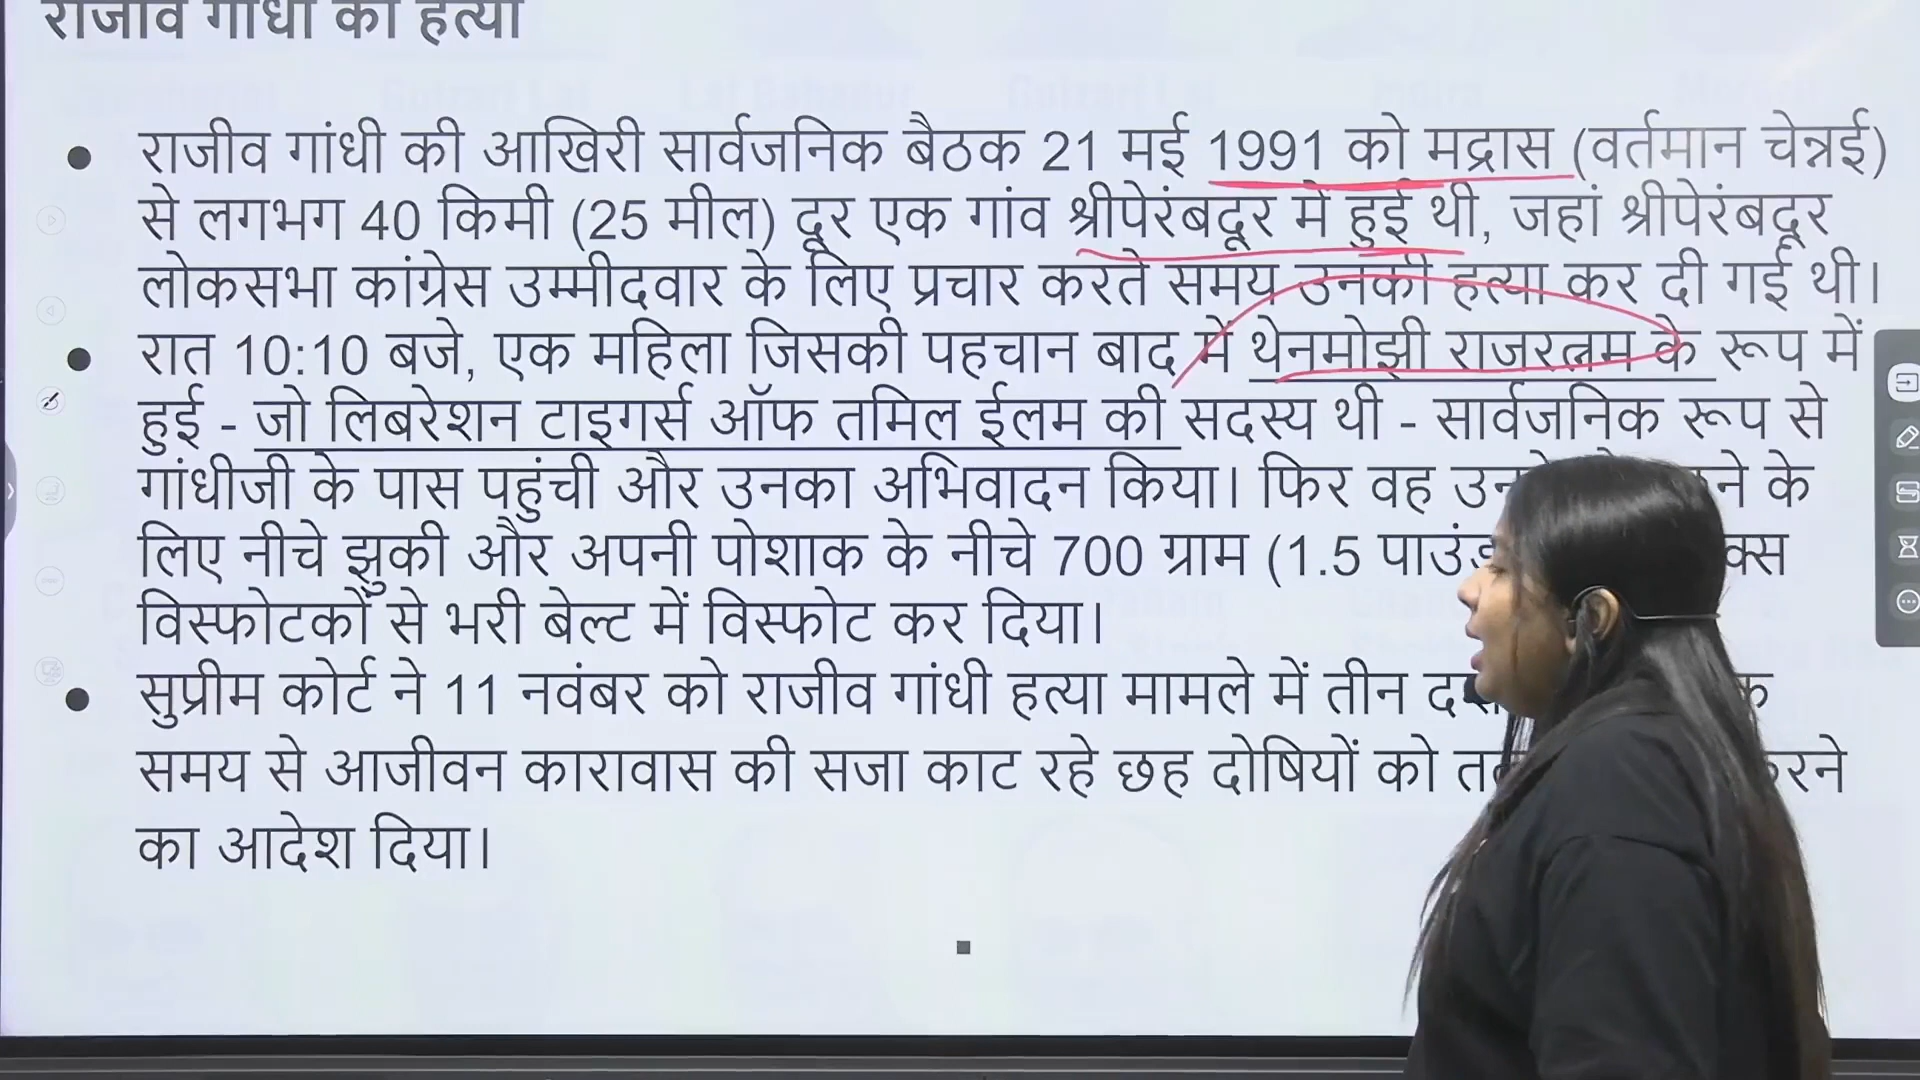 राजीव गांधी की हत्या
राजीव गांधी की आखिरी सार्वजनिक बैठक 21 मई 1991 को मद्रास (वर्तमान चेन्नई)
से लगभग 40 किमी (25 मील) दूर एक गांव श्रीपेरंबदूर में हुई थी, जहां श्रीपेरंबदूर
लोकसभा कांग्रेस उम्मीदवार के लिए प्रचार करते समय उनकी हत्या कर दी गई थी।
रात 10:10 बजे, एक महिला जिसकी पहचान बाद में थेनमोझी राजरत्नम के रूप में
हुई - जो लिबरेशन टाइगर्स ऑफ तमिल ईलम की सदस्य थी - सार्वजनिक रूप से
गांधीजी के पास पहुंची और उनका अभिवादन किया। फिर वह के
लिए नीचे झुकी और अपनी पोशाक के नीचे 700 ग्राम (1.5
विस्फोटकों से भरी बेल्ट में विस्फोट कर दिया।
सुप्रीम कोर्ट ने 11 नवंबर को राजीव गांधी हत्या मामले में तीन
समय से आजीवन कारावास की सजा काट रहे छह दोषियों को
का आदेश दिया।